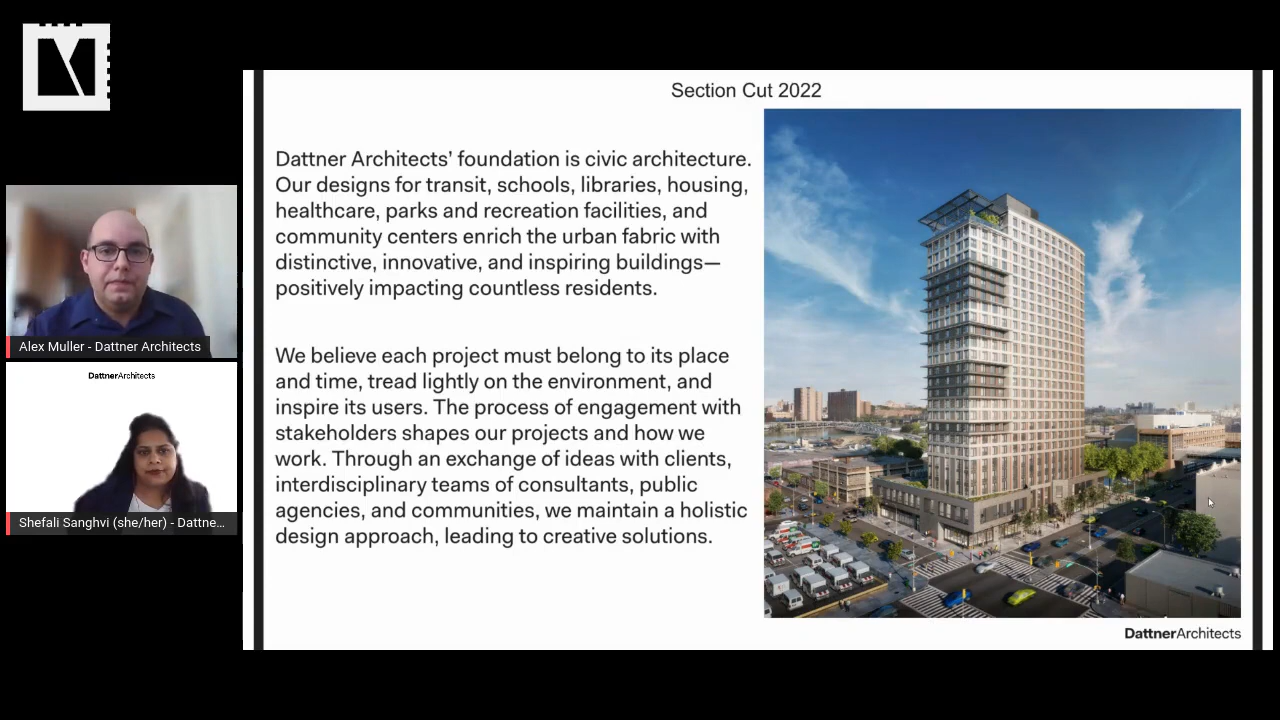 Section Cut 2022
Dattner Architects’ foundation is civic architecture.
Our designs for transit, schools, libraries, housing,
healthcare, parks and recreation facilities, and
community centers enrich the urban fabric with
distinctive, innovative, and inspiring buildings—
positively impacting countless residents.
We believe each project must belong to its place
and time, tread lightly on the environment, and
inspire its users. The process of engagement with
stakeholders shapes our projects and how we
work. Through an exchange of ideas with clients,
interdisciplinary teams of consultants, public
agencies, and communities, we maintain a holistic
design approach, leading to creative solutions.
DattnerArchitects
Alex Muller - Dattner Architects
DattnerArchitects
Shefali Sanghvi (she/her) - Dattne...